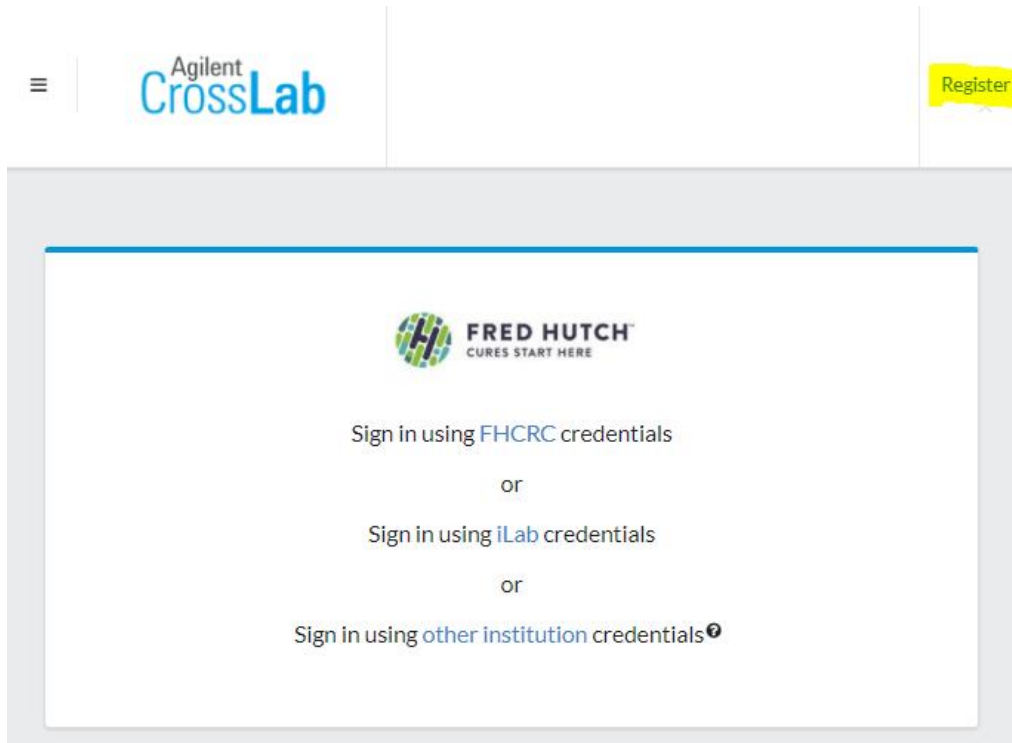 Agilent
CrossLab
Register
FRED HUTCH™
CURES START HERE
Sign in using FHCRC credentials
or
Sign in using iLab credentials
or
Sign in using other institution credentials